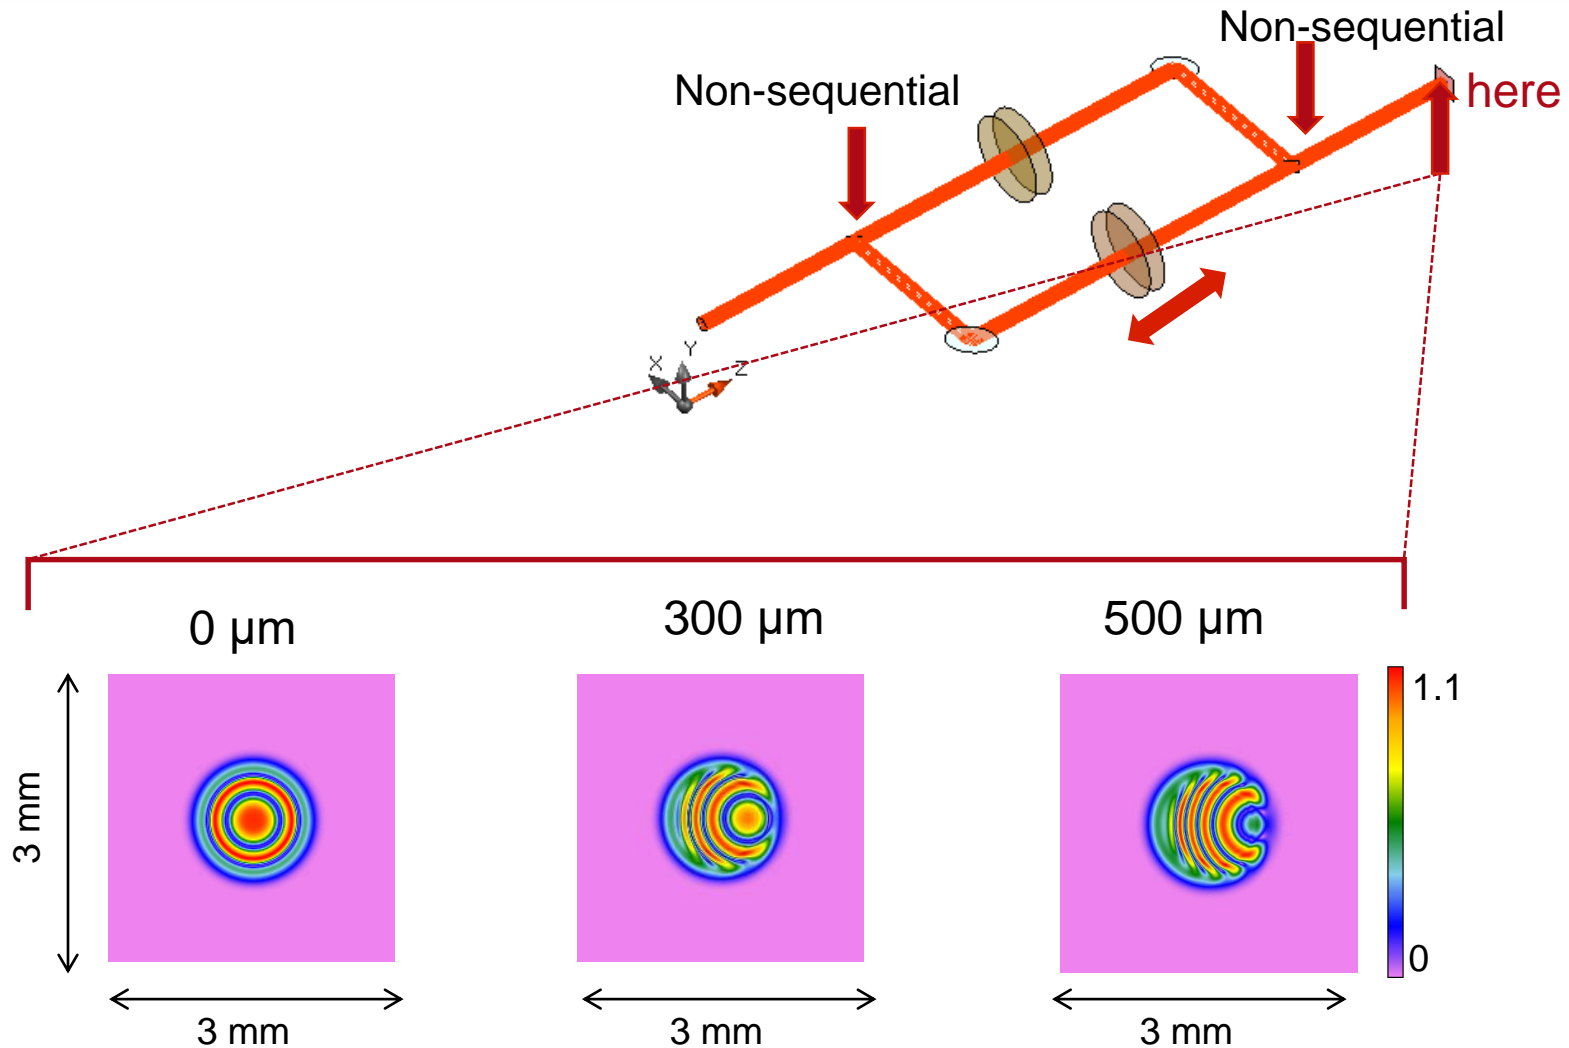 Non-sequential
Non-sequential
here
X
Y
Z
0 µm
300 µm
500 µm
1.1
0
3 mm
3 mm
3 mm
3 mm